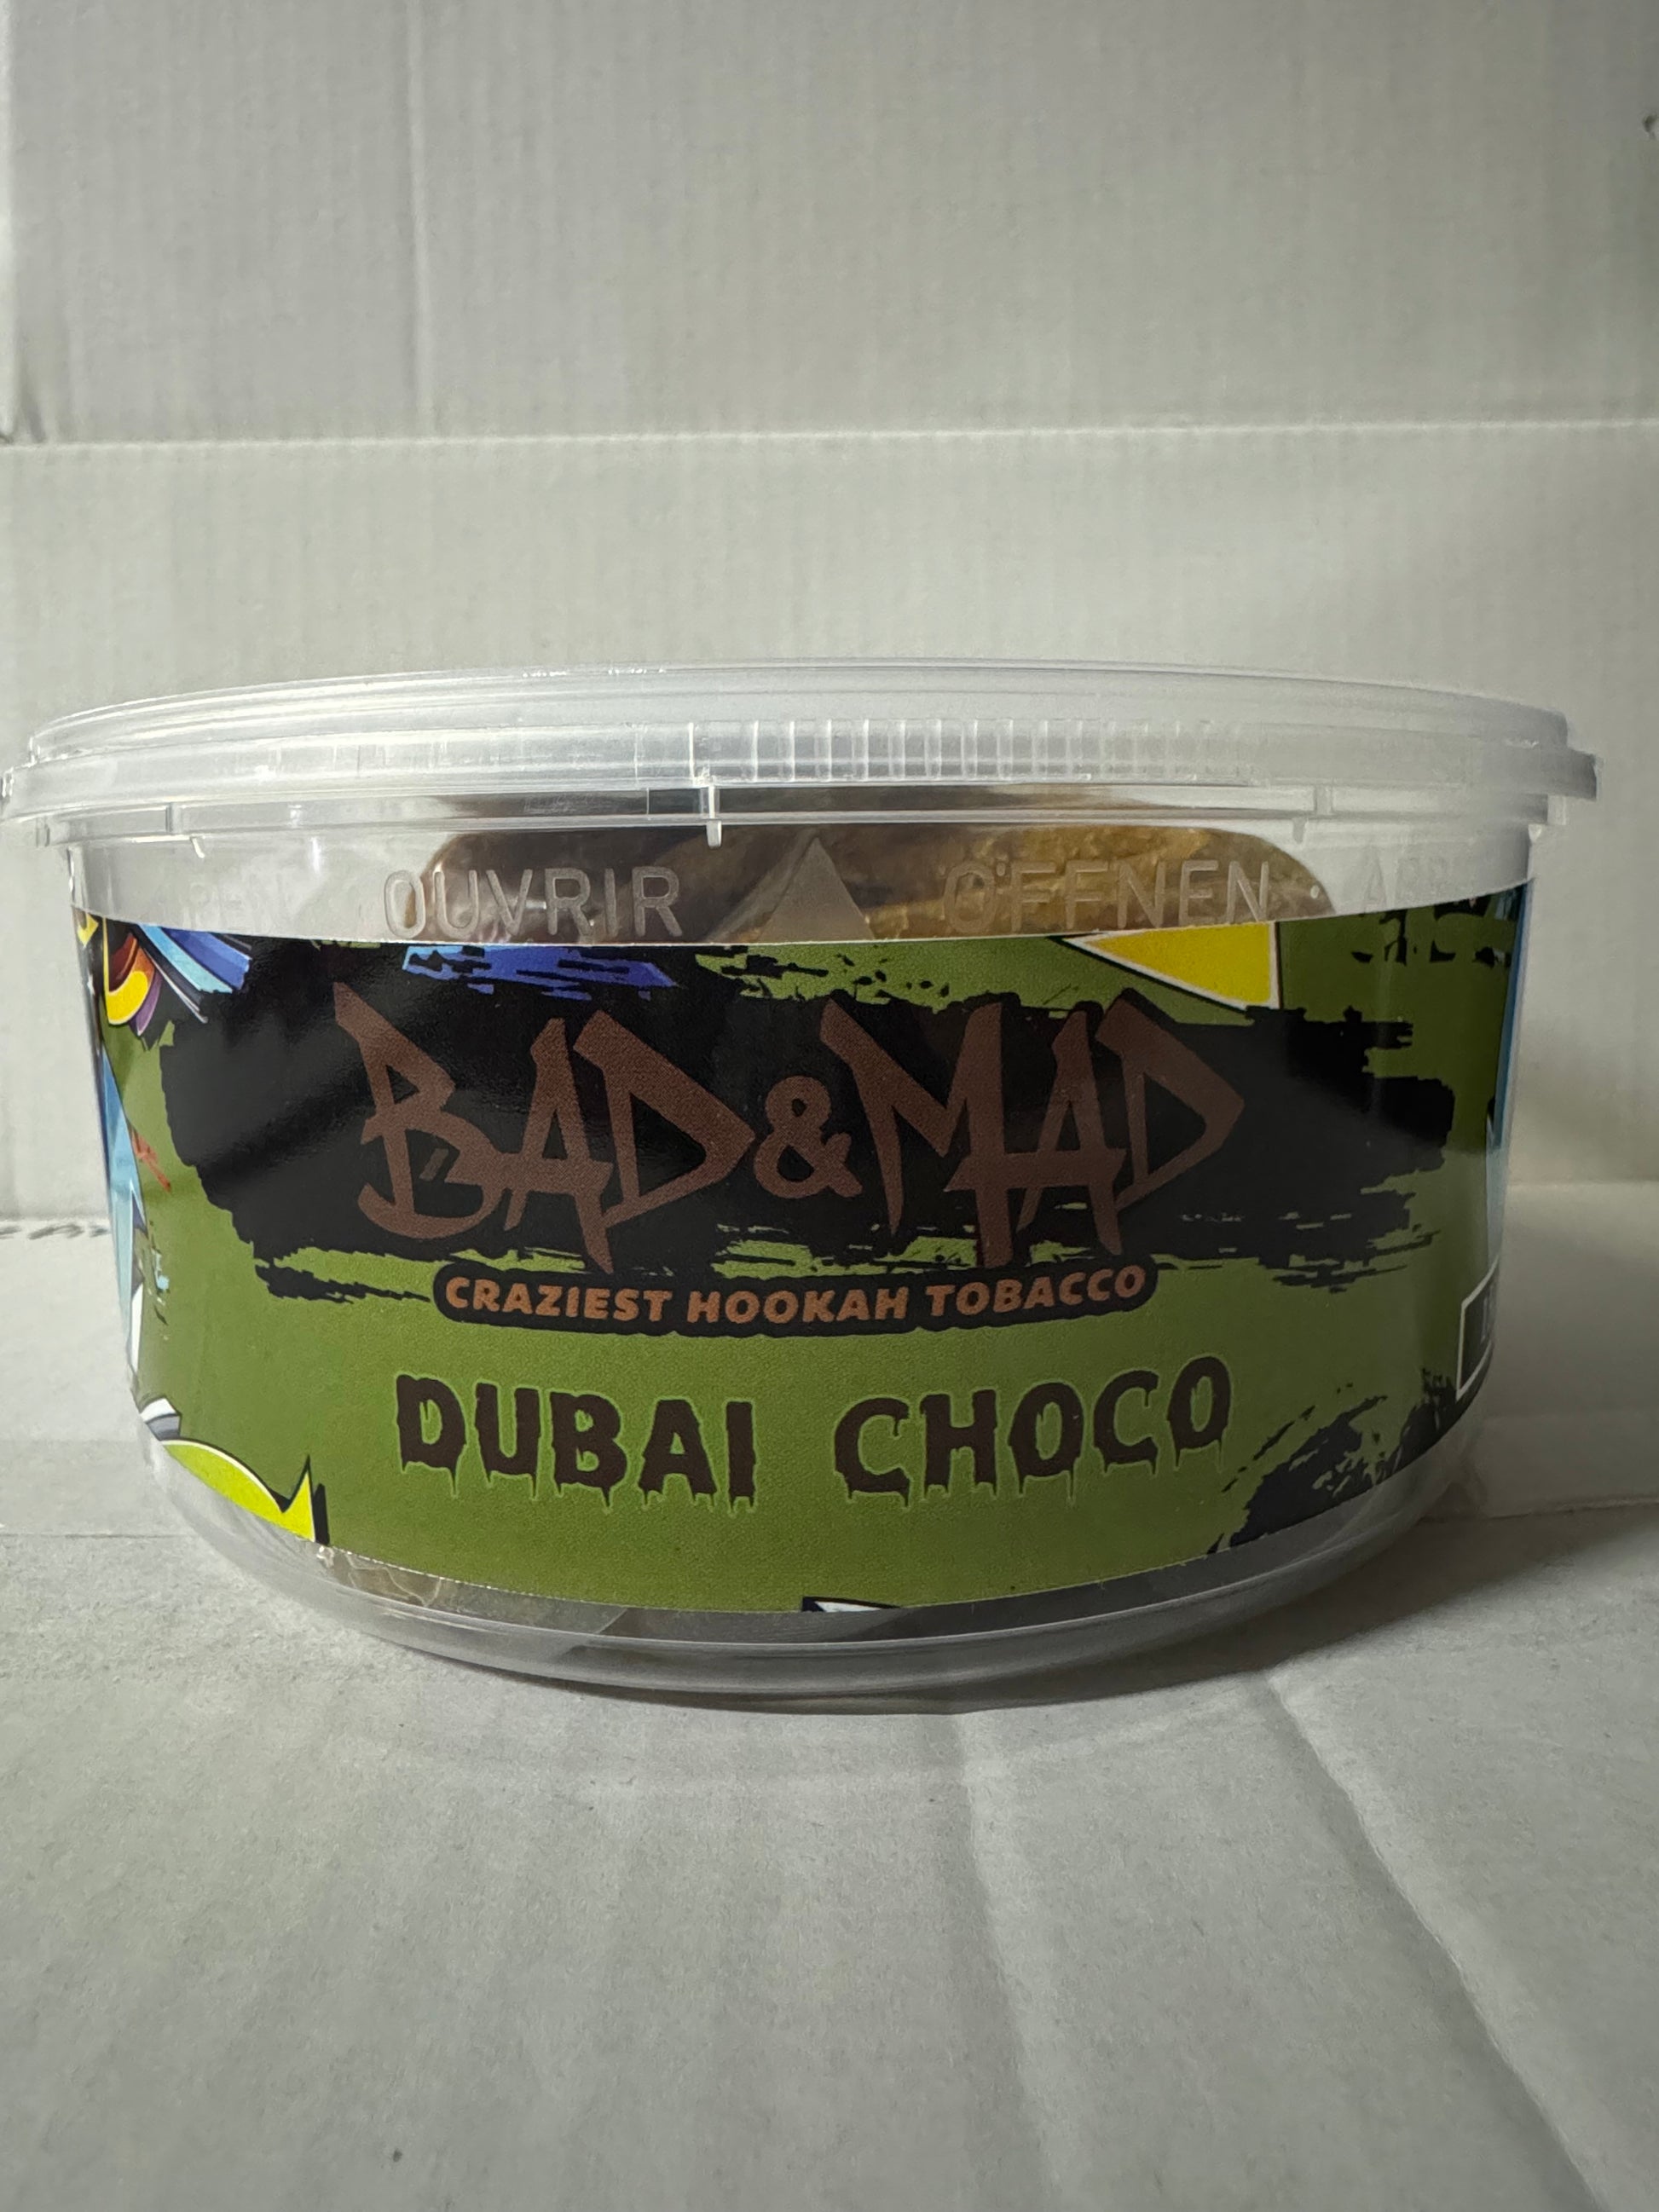 OUVRIR ÖFFNEN
BAD & MAD
CRAZIEST HOOKAH TOBACCO
DUBAI CHOCO